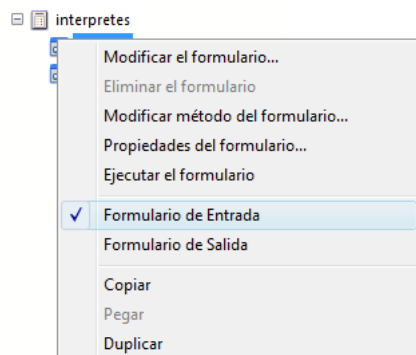 interpretes
Modificar el formulario...
Eliminar el formulario
Modificar método del formulario...
Propiedades del formulario...
Ejecutar el formulario
Formulario de Entrada
Formulario de Salida
Copiar
Pegar
Duplicar